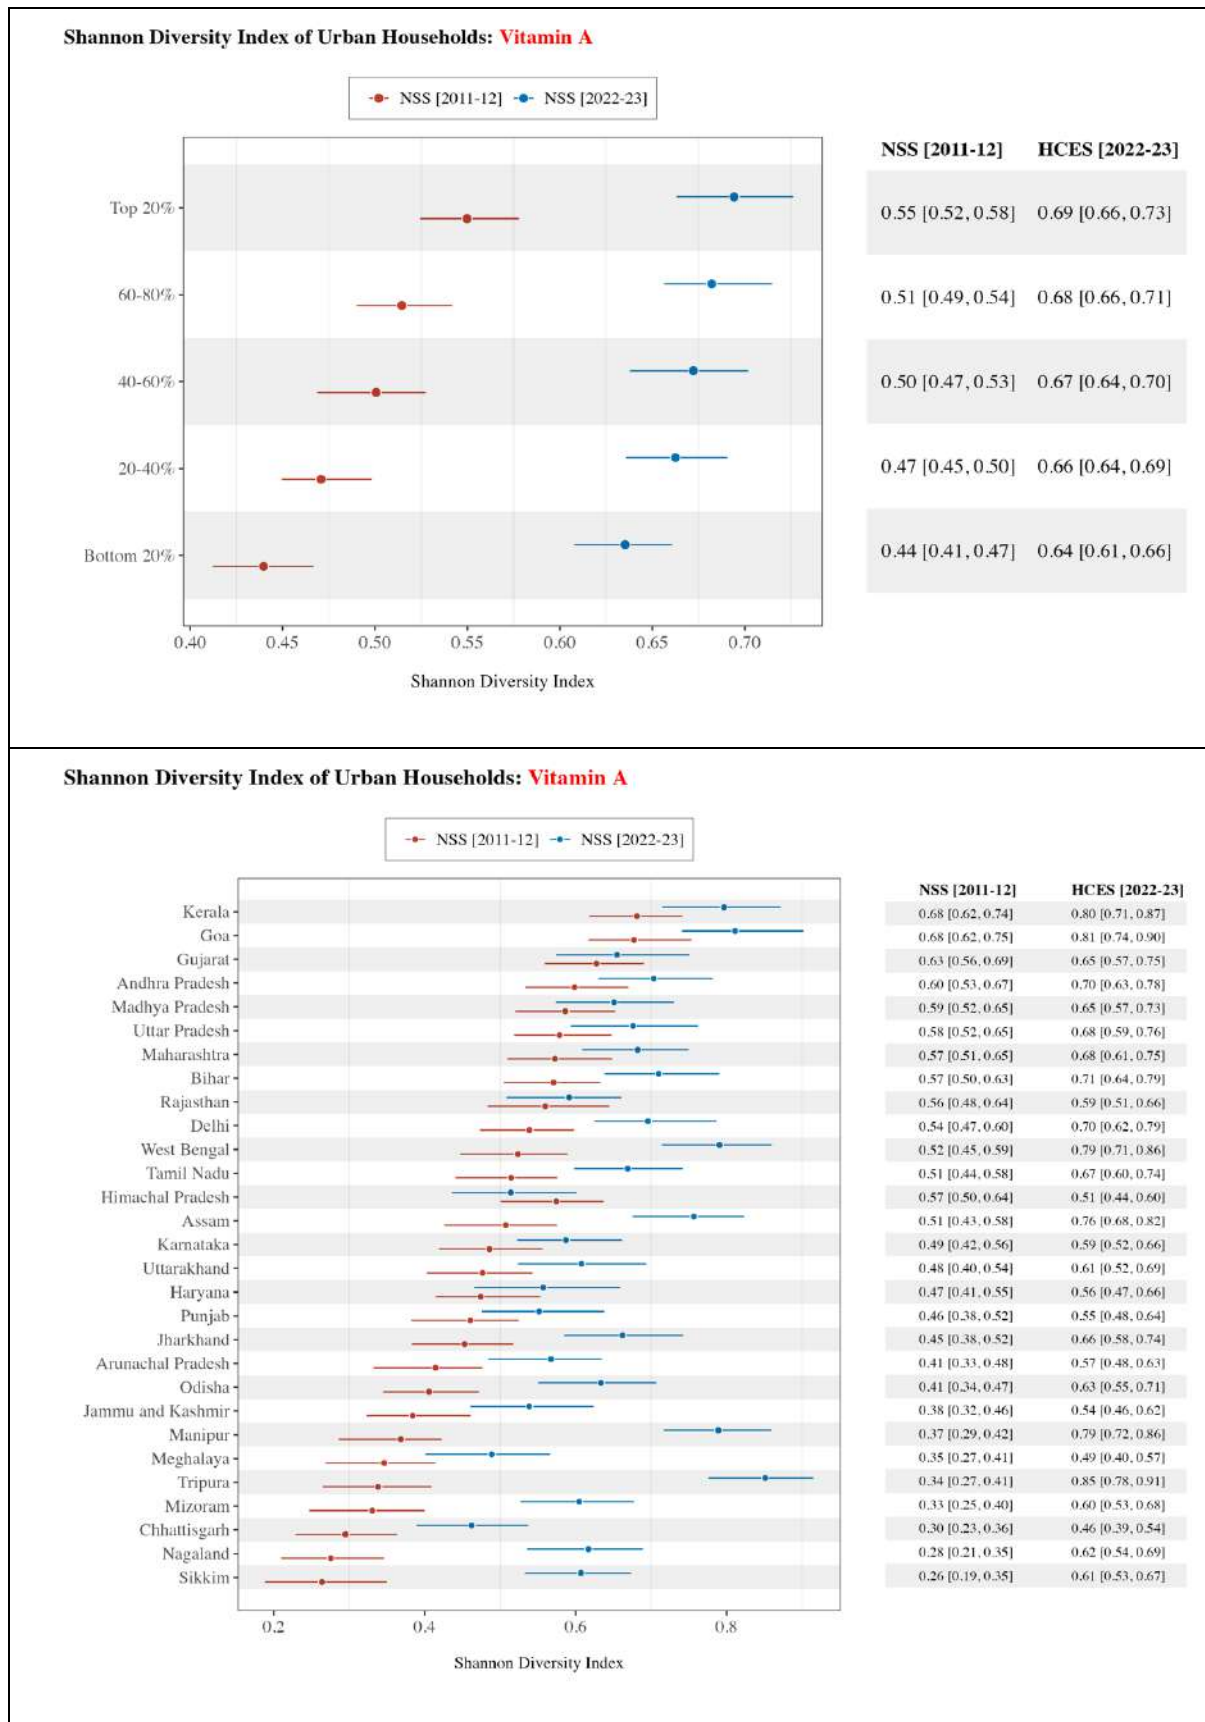 Shannon Diversity Index of Urban Households: Vitamin A
NSS [2011-12] NSS [2022-23]
NSS [2011-12] HCES [2022-23]
Top 20% 0.55 [0.52, 0.58] 0.69 [0.66, 0.73]
60-80% 0.51 [0.49, 0.54] 0.68 [0.66, 0.71]
40-60% 0.50 [0.47, 0.53] 0.67 [0.64, 0.70]
20-40% 0.47 [0.45, 0.50] 0.66 [0.64, 0.69]
Bottom 20% 0.44 [0.41, 0.47] 0.64 [0.61, 0.66]
0.40 0.45 0.50 0.55 0.60 0.65 0.70
Shannon Diversity Index
Shannon Diversity Index of Urban Households: Vitamin A
NSS [2011-12] NSS [2022-23]
NSS [2011-12] HCES [2022-23]
Kerala 0.68 [0.62, 0.74] 0.80 [0.71, 0.87]
Goa 0.68 [0.62, 0.75] 0.81 [0.74, 0.90]
Gujarat 0.63 [0.56, 0.69] 0.65 [0.57, 0.75]
Andhra Pradesh 0.60 [0.53, 0.67] 0.70 [0.63, 0.78]
Madhya Pradesh 0.59 [0.52, 0.65] 0.65 [0.57, 0.73]
Uttar Pradesh 0.58 [0.52, 0.65] 0.68 [0.59, 0.76]
Maharashtra 0.57 [0.51, 0.65] 0.68 [0.61, 0.75]
Bihar 0.57 [0.50, 0.63] 0.71 [0.64, 0.79]
Rajasthan 0.56 [0.48, 0.64] 0.59 [0.51, 0.66]
Delhi 0.54 [0.47, 0.60] 0.70 [0.62, 0.79]
West Bengal 0.52 [0.45, 0.59] 0.79 [0.71, 0.86]
Tamil Nadu 0.51 [0.44, 0.58] 0.67 [0.60, 0.74]
Himachal Pradesh 0.57 [0.50, 0.64] 0.51 [0.44, 0.60]
Assam 0.51 [0.43, 0.58] 0.76 [0.68, 0.82]
Karnataka 0.49 [0.42, 0.56] 0.59 [0.52, 0.66]
Uttarakhand 0.48 [0.40, 0.54] 0.61 [0.52, 0.69]
Haryana 0.47 [0.41, 0.55] 0.56 [0.47, 0.66]
Punjab 0.46 [0.38, 0.52] 0.55 [0.48, 0.64]
Jharkhand 0.45 [0.38, 0.52] 0.66 [0.58, 0.74]
Arunachal Pradesh 0.41 [0.33, 0.48] 0.57 [0.48, 0.63]
Odisha 0.41 [0.34, 0.47] 0.63 [0.55, 0.71]
Jammu and Kashmir 0.38 [0.32, 0.46] 0.54 [0.46, 0.62]
Manipur 0.37 [0.29, 0.42] 0.79 [0.72, 0.86]
Meghalaya 0.35 [0.27, 0.41] 0.49 [0.40, 0.57]
Tripura 0.34 [0.27, 0.41] 0.85 [0.78, 0.91]
Mizoram 0.33 [0.25, 0.40] 0.60 [0.53, 0.68]
Chhattisgarh 0.30 [0.23, 0.36] 0.46 [0.39, 0.54]
Nagaland 0.28 [0.21, 0.35] 0.62 [0.54, 0.69]
Sikkim 0.26 [0.19, 0.35] 0.61 [0.53, 0.67]
0.2 0.4 0.6 0.8
Shannon Diversity Index